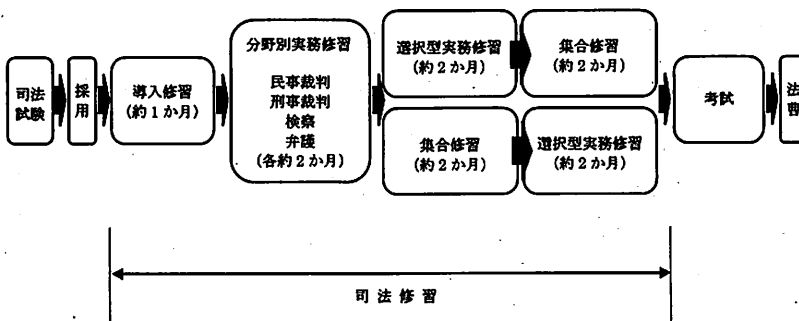 司法
試験
採
用
導入修習
(約1か月)
分野別実務修習
民事裁判
刑事裁判
検察
弁護
(各約2か月)
選択型実務修習
(約2か月)
集合修習
(約2か月)
集合修習
(約2か月)
選択型実務修習
(約2か月)
考試
法
曹
司法修習